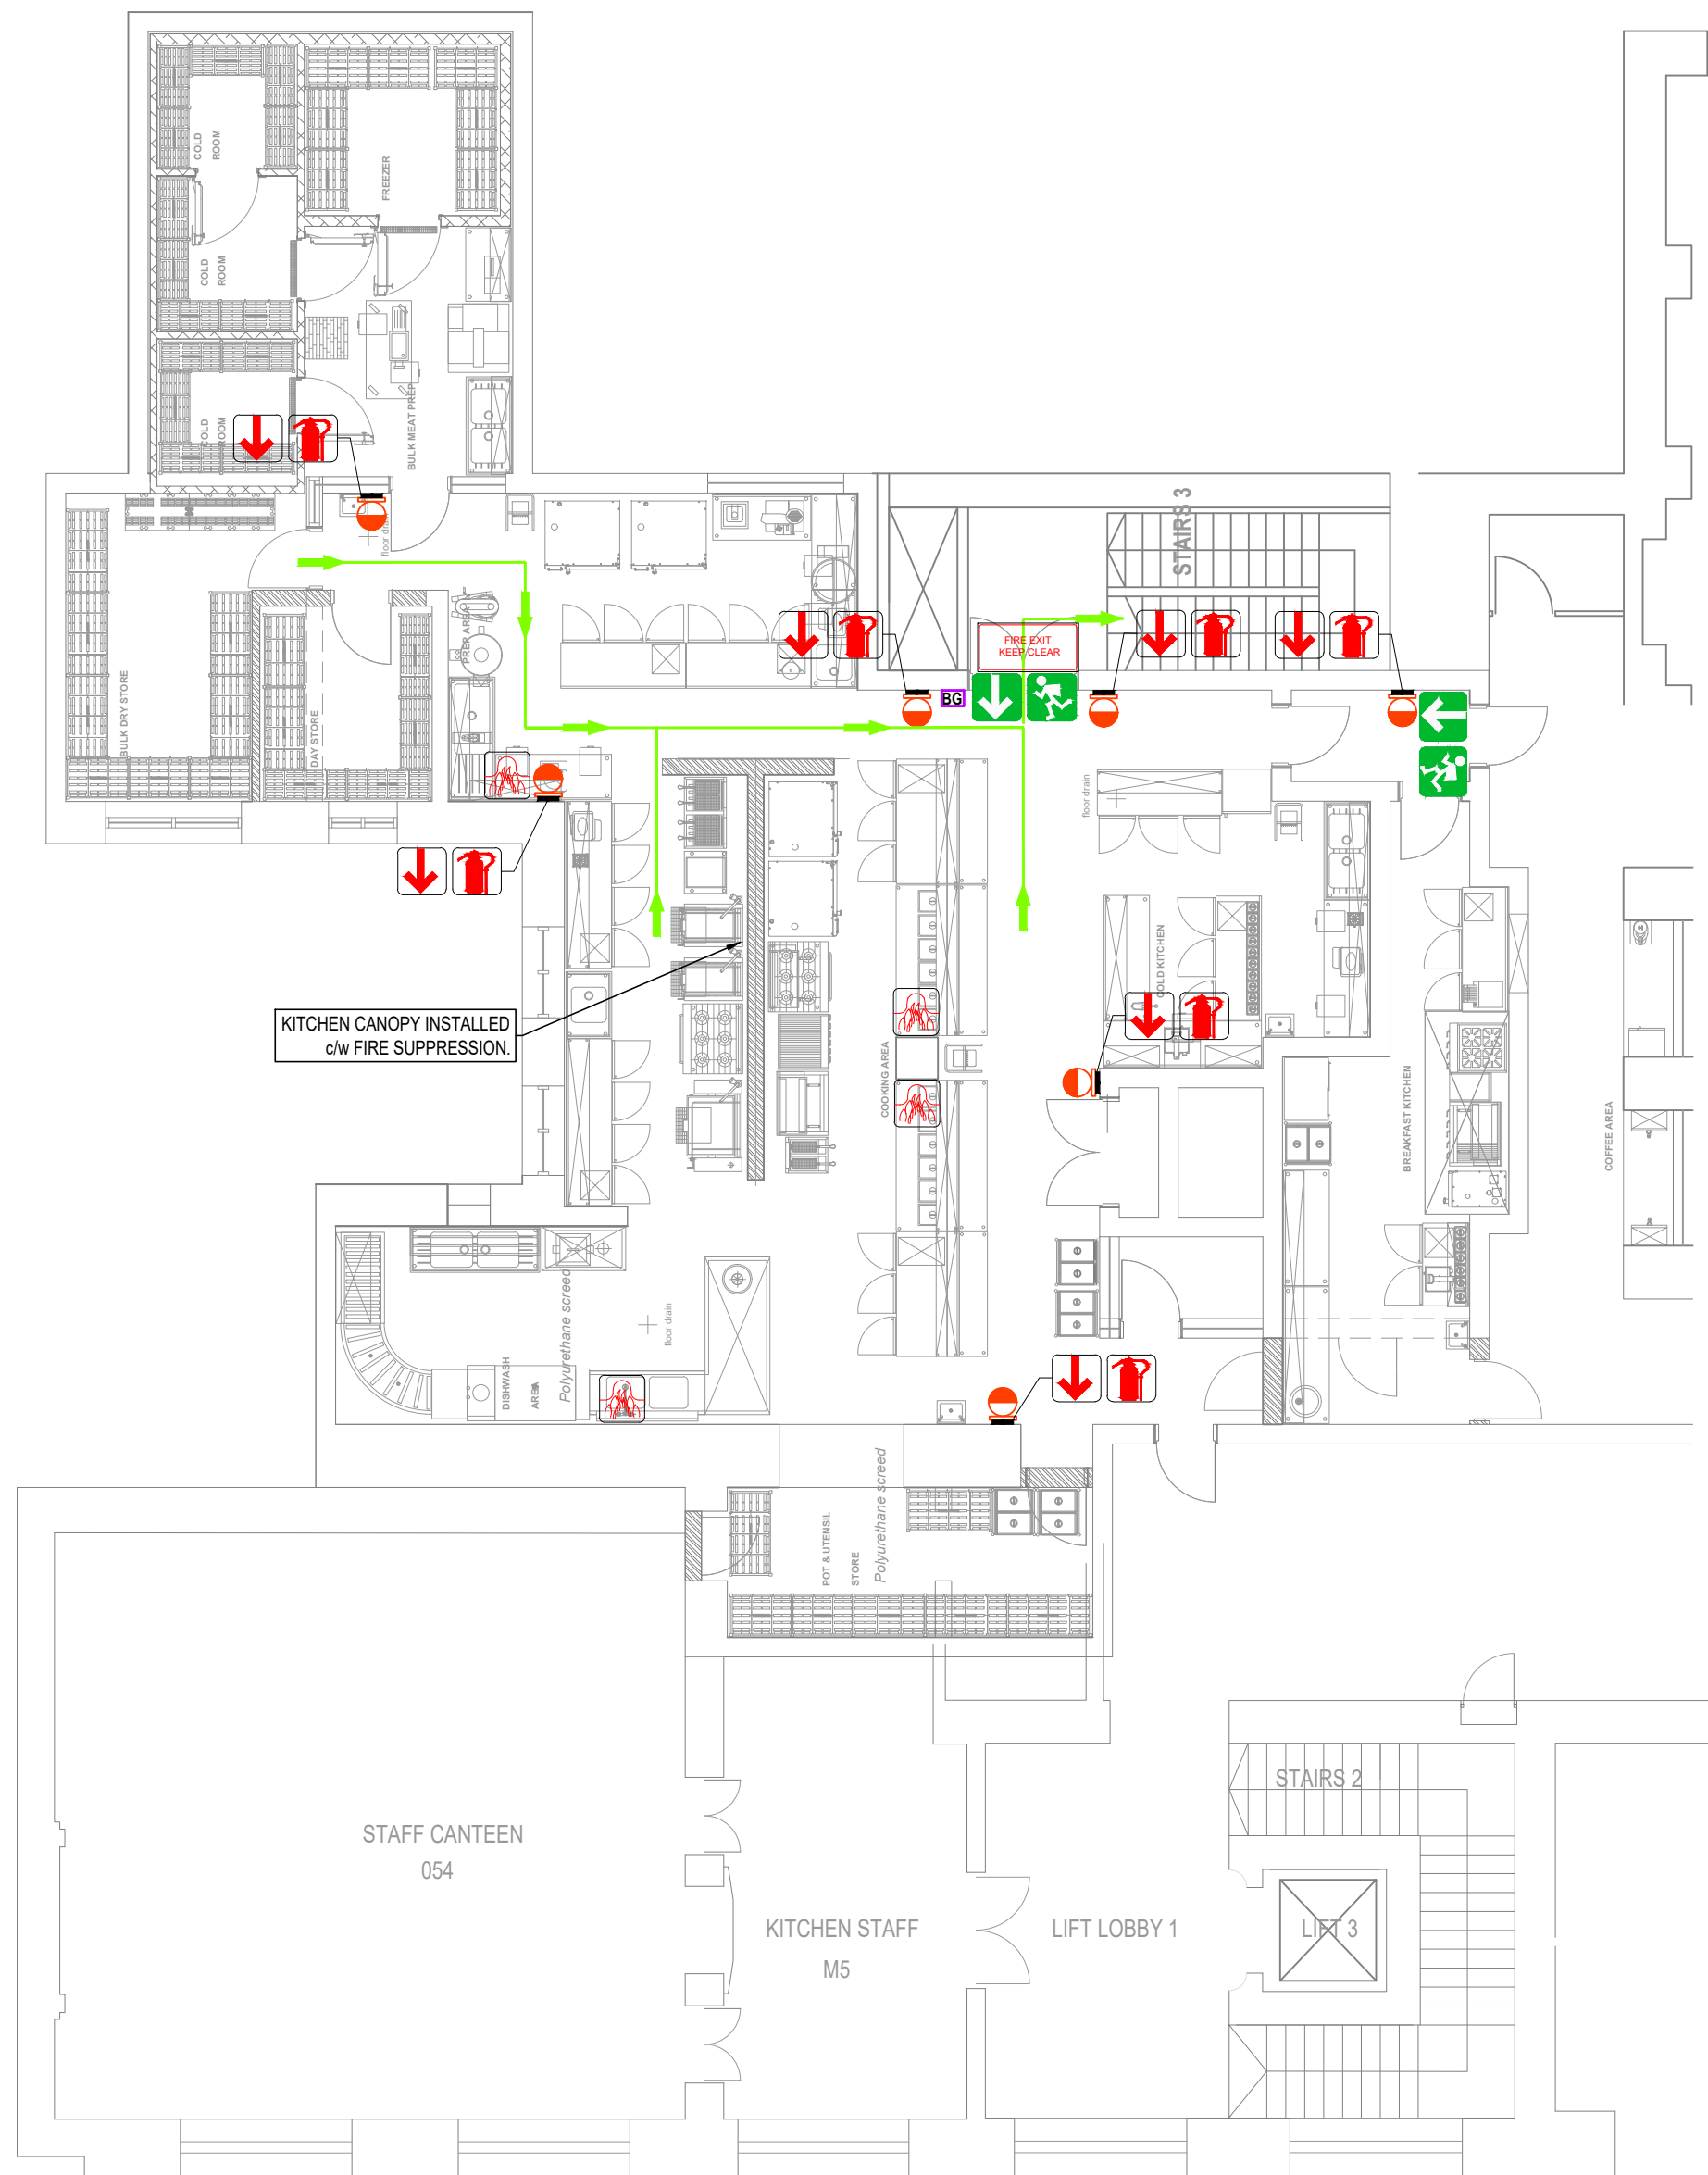 COLD
ROOM
FREEZER
COLD
ROOM
COLD
ROOM
BULK MEAT PREP
floor drain
STAIRS 3
PREP AREA
FIRE EXIT
KEEP CLEAR
BG
BULK DRY STORE
DAY STORE
floor drain
COLD KITCHEN
KITCHEN CANOPY INSTALLED
c/w FIRE SUPPRESSION.
COOKING AREA
BREAKFAST KITCHEN
COFFEE AREA
Polyurethane screed
floor drain
DISHWASH
AREA
POT & UTENSIL
STORE
Polyurethane screed
STAIRS 2
STAFF CANTEEN
054
KITCHEN STAFF
M5
LIFT LOBBY 1
LIFT 3